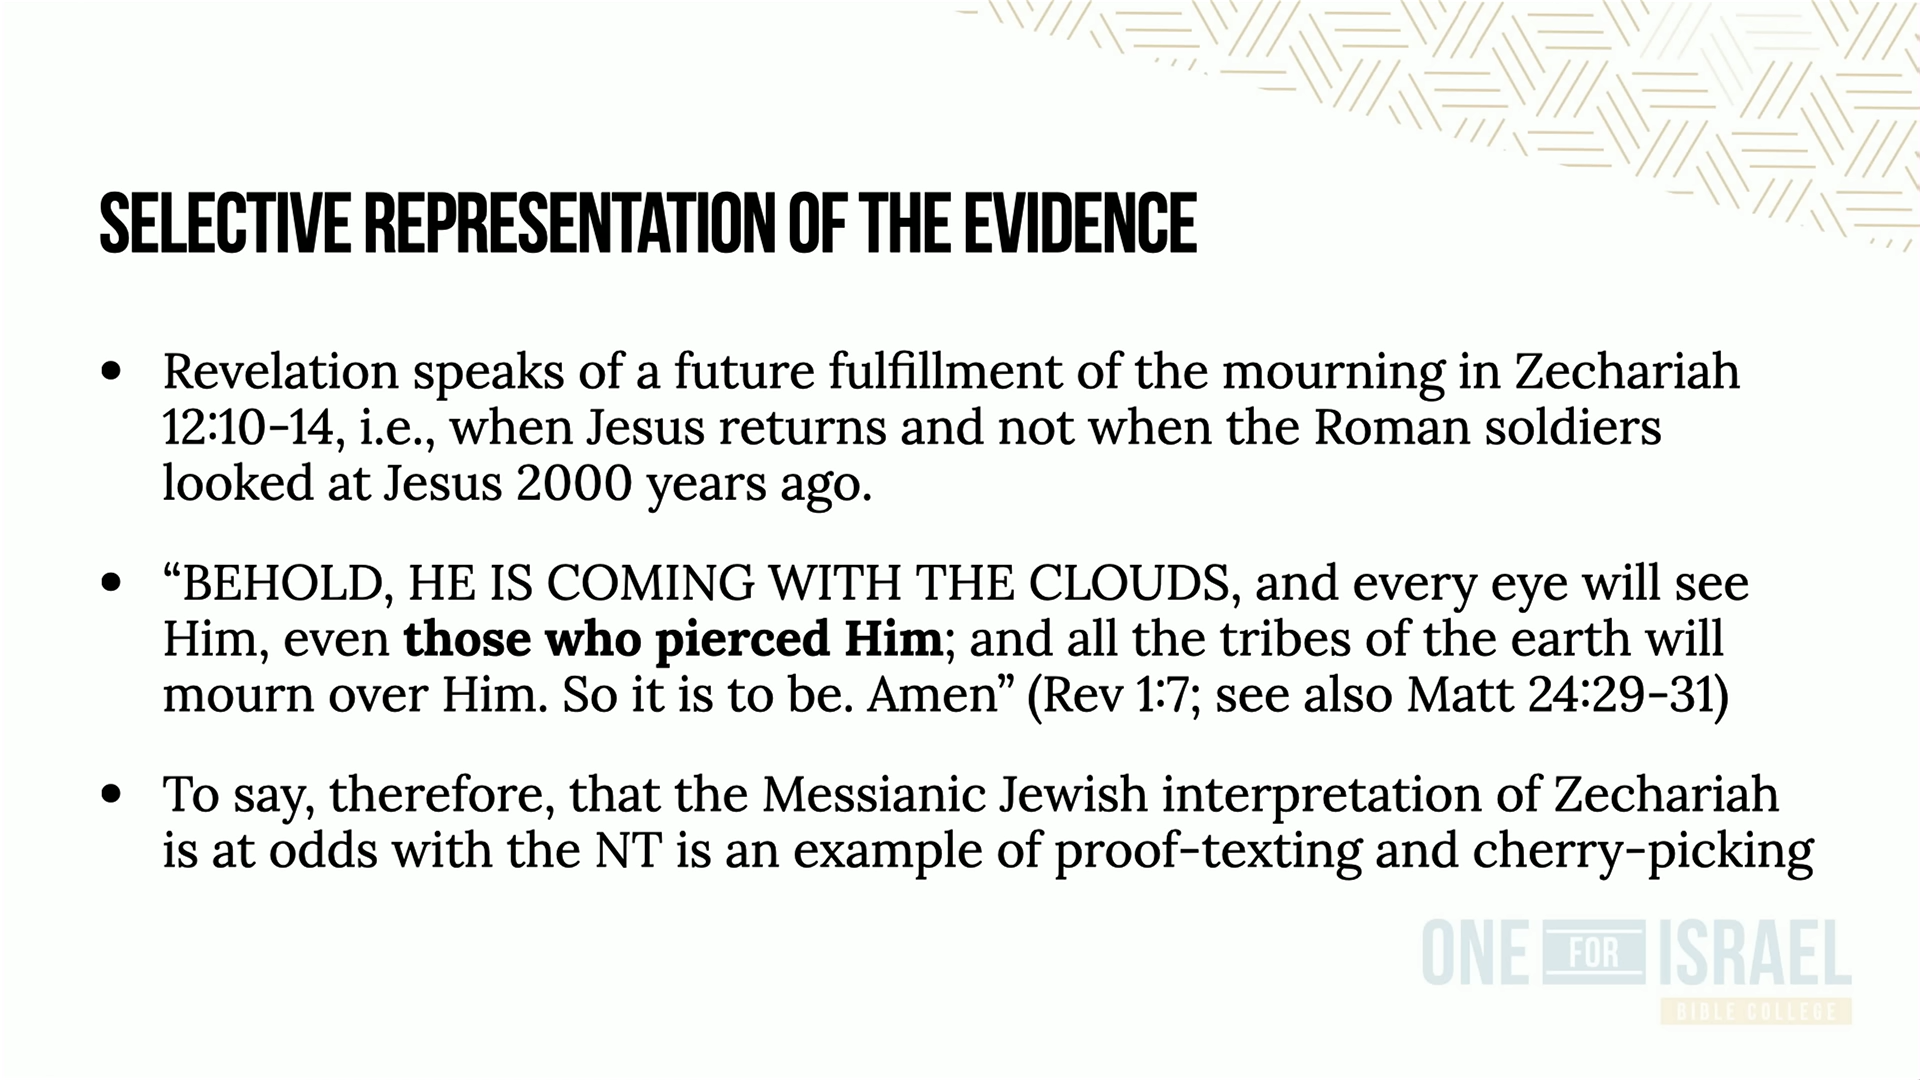 SELECTIVE REPRESENTATION OF THE EVIDENCE
• Revelation speaks of a future fulfillment of the mourning in Zechariah
12:10–14, i.e., when Jesus returns and not when the Roman soldiers
looked at Jesus 2000 years ago.
• “BEHOLD, HE IS COMING WITH THE CLOUDS, and every eye will see
Him, even those who pierced Him; and all the tribes of the earth will
mourn over Him. So it is to be. Amen” (Rev 1:7; see also Matt 24:29–31)
• To say, therefore, that the Messianic Jewish interpretation of Zechariah
is at odds with the NT is an example of proof-texting and cherry-picking
ONE FOR ISRAEL
BIBLE COLLEGE